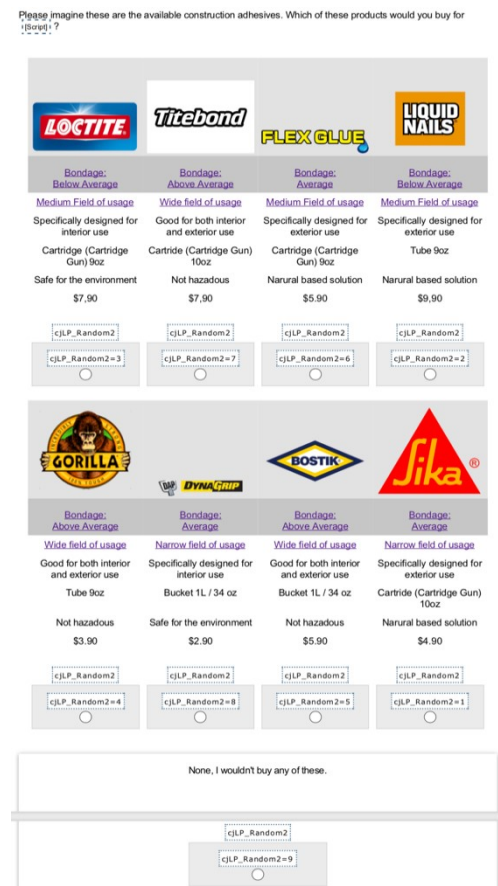 Please imagine these are the available construction adhesives. Which of these products would you buy for
[Script] ?
LOCTITE
Titebond
FLEX GLUE
LIQUID
NAILS
Bondage:
Below Average
Bondage:
Above Average
Bondage:
Average
Bondage:
Below Average
Medium Field of usage
Wide field of usage
Medium Field of usage
Medium Field of usage
Specifically designed for
interior use
Good for both interior
and exterior use
Specifically designed for
exterior use
Specifically designed for
exterior use
Cartridge (Cartridge
Gun) 9oz
Cartride (Cartridge Gun)
10oz
Cartridge (Cartridge
Gun) 9oz
Tube 9oz
Safe for the environment
Not hazadous
Narural based solution
Narural based solution
$7,90
$7,90
$5.90
$9,90
cJLP_Random2
cJLP_Random2
cJLP_Random2
cJLP_Random2
cJLP_Random2=3
cJLP_Random2=7
cJLP_Random2=6
cJLP_Random2=2
GORILLA
DAP DYNAGRIP
BOSTIK
Sika
Bondage:
Above Average
Bondage:
Average
Bondage:
Above Average
Bondage:
Average
Wide field of usage
Narrow field of usage
Wide field of usage
Narrow field of usage
Good for both interior
and exterior use
Specifically designed for
interior use
Good for both interior
and exterior use
Specifically designed for
exterior use
Tube 9oz
Bucket 1L / 34 oz
Bucket 1L / 34 oz
Cartride (Cartridge Gun)
10oz
Not hazadous
Safe for the environment
Not hazadous
Narural based solution
$3.90
$2.90
$5.90
$4.90
cJLP_Random2
cJLP_Random2
cJLP_Random2
cJLP_Random2
cJLP_Random2=4
cJLP_Random2=8
cJLP_Random2=5
cJLP_Random2=1
None, I wouldn't buy any of these.
cJLP_Random2
cJLP_Random2=9